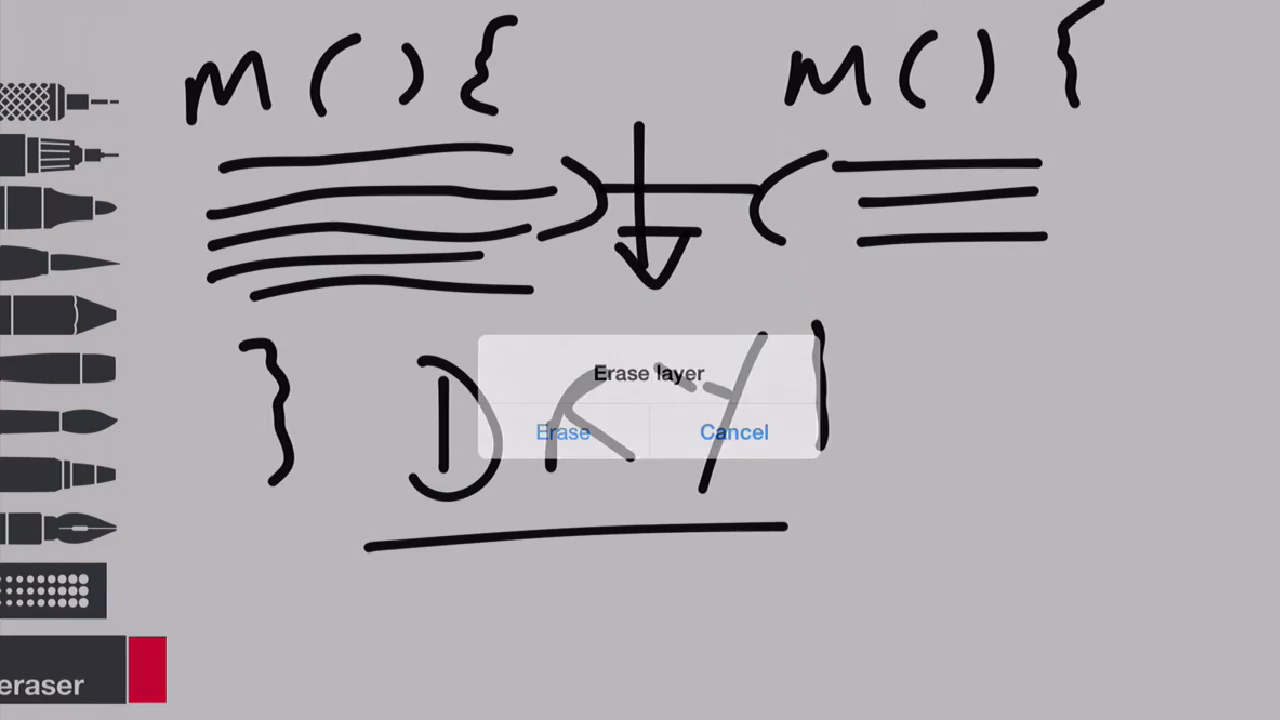 M ( ) {
M ( ) {
}
DRY
Erase layer
Erase
Cancel
eraser